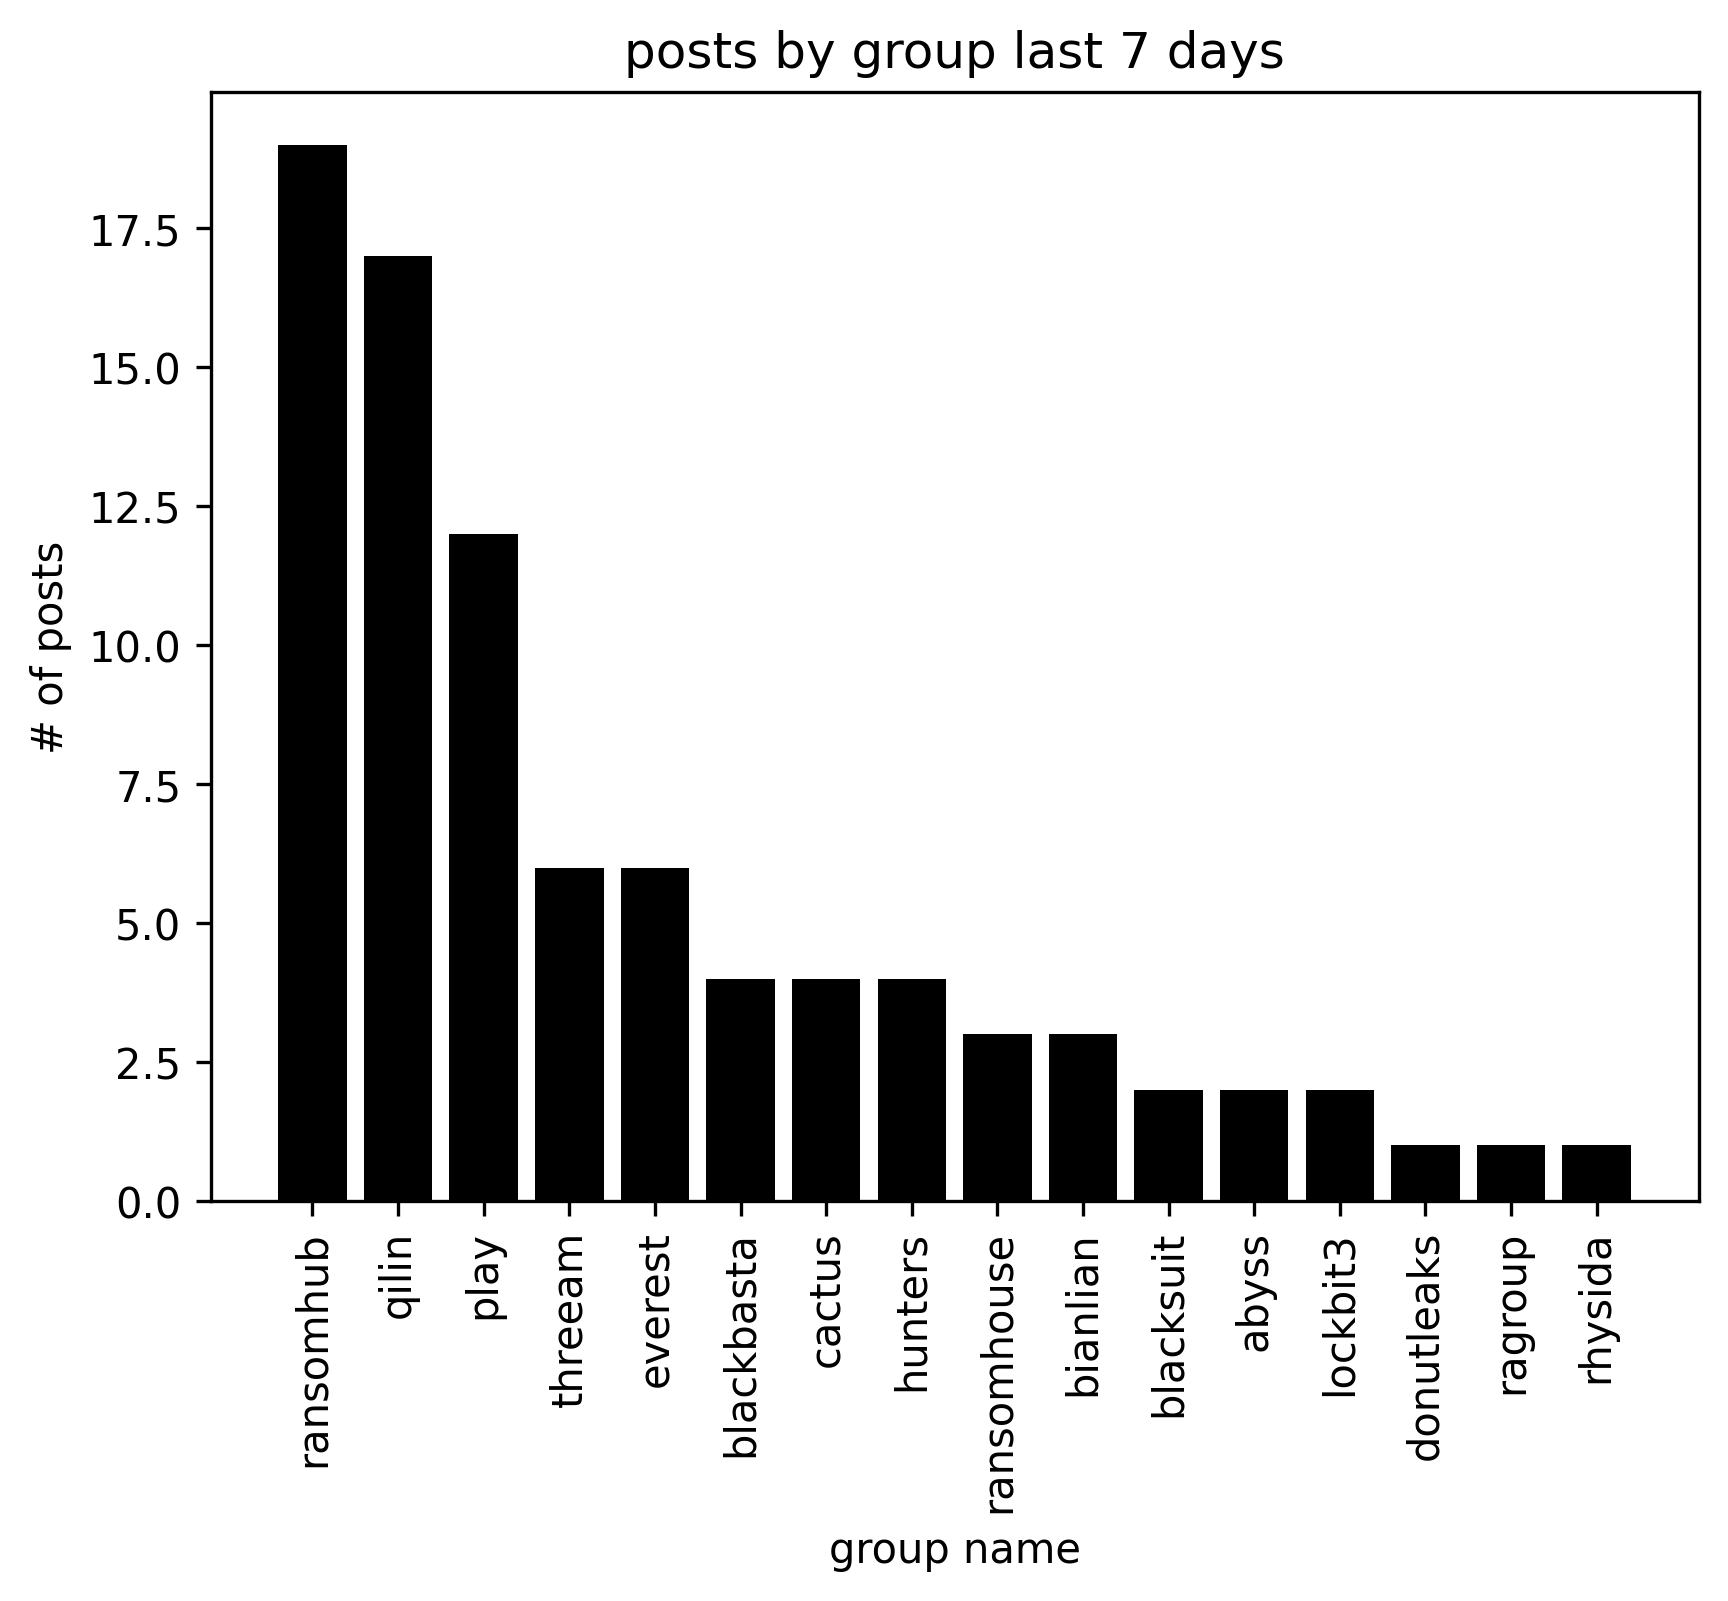 posts by group last 7 days
# of posts
17.5
15.0
12.5
10.0
7.5
5.0
2.5
0.0
ransomhub
qilin
play
threeam
everest
blackbasta
cactus
hunters
ransomhouse
bianlian
blacksuit
abyss
lockbit3
donutleaks
ragroup
rhysida
group name